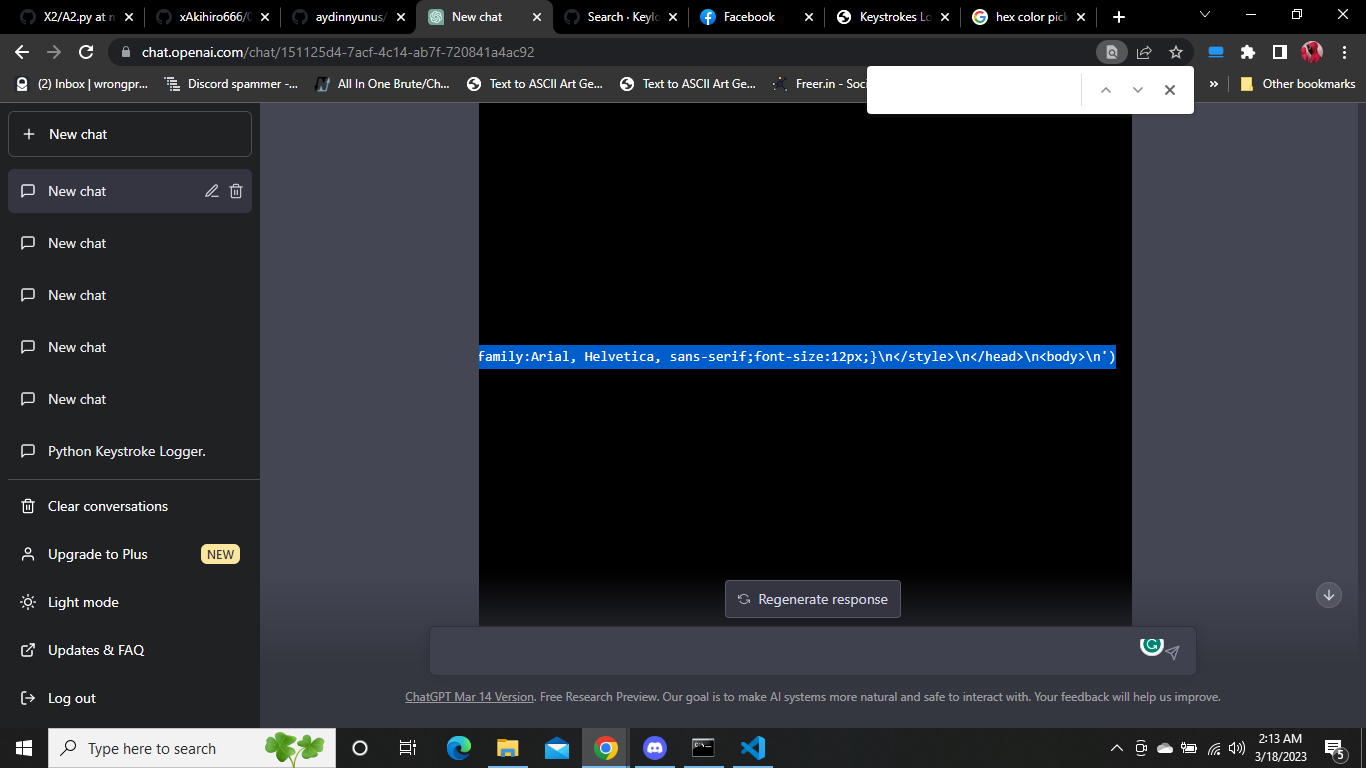 X2/A2.py at m
xAkihiro666/
aydinnyunus/
New chat
Search · Keylo
Facebook
Keystrokes Lo
hex color pick
chat.openai.com/chat/151125d4-7acf-4c14-ab7f-720841a4ac92
(2) Inbox | wrongpr...
Discord spammer -...
All In One Brute/Ch...
Text to ASCII Art Ge...
Text to ASCII Art Ge...
Freer.in - Soci
»
Other bookmarks
New chat
New chat
New chat
New chat
New chat
New chat
Python Keystroke Logger.
Clear conversations
Upgrade to Plus
NEW
Light mode
Updates & FAQ
Log out
family:Arial, Helvetica, sans-serif;font-size:12px;}\n</style>\n</head>\n<body>\n')
Regenerate response
ChatGPT Mar 14 Version. Free Research Preview. Our goal is to make AI systems more natural and safe to interact with. Your feedback will help us improve.
Type here to search
2:13 AM
3/18/2023
5